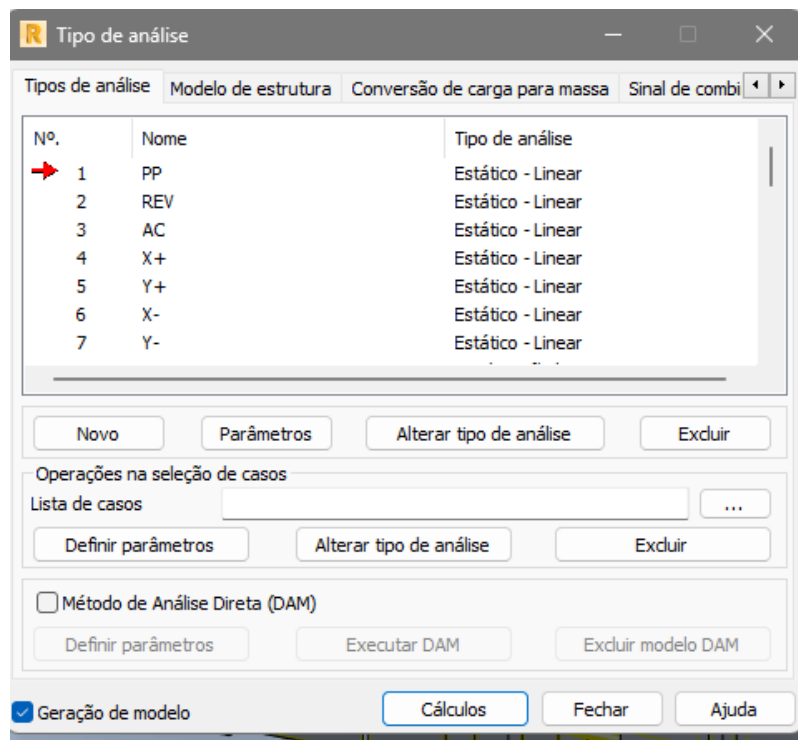 R Tipo de análise
Tipos de análise Modelo de estrutura Conversão de carga para massa Sinal de combi
Nº. Nome Tipo de análise
1 PP Estático - Linear
2 REV Estático - Linear
3 AC Estático - Linear
4 X+ Estático - Linear
5 Y+ Estático - Linear
6 X- Estático - Linear
7 Y- Estático - Linear
Novo Parâmetros Alterar tipo de análise Excluir
Operações na seleção de casos
Lista de casos ...
Definir parâmetros Alterar tipo de análise Excluir
Método de Análise Direta (DAM)
Definir parâmetros Executar DAM Excluir modelo DAM
Geração de modelo Cálculos Fechar Ajuda